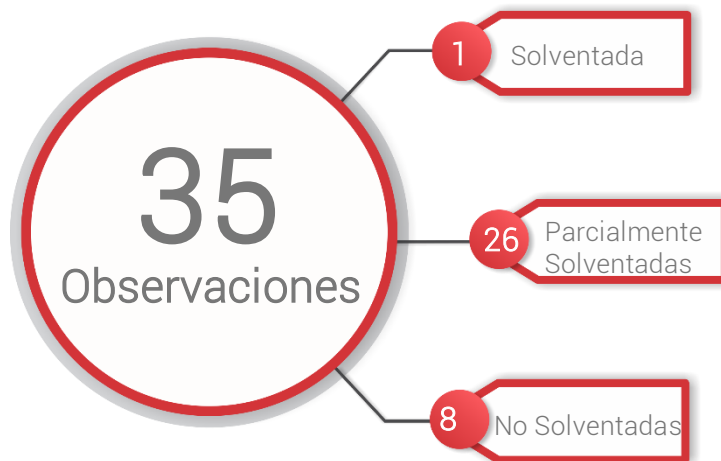 35
Observaciones
1
Solventada
26
Parcialmente
Solventadas
8
No Solventadas